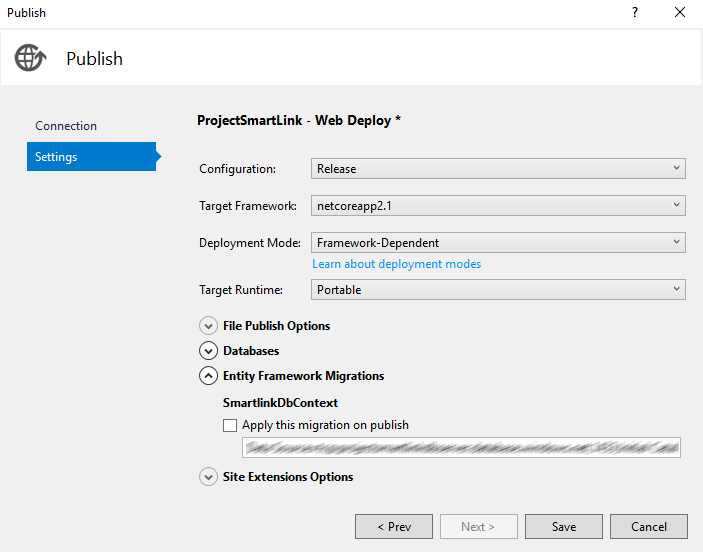 Publish
?
Publish
Connection
Settings
ProjectSmartLink - Web Deploy *
Configuration:
Release
Target Framework:
netcoreapp2.1
Deployment Mode:
Framework-Dependent
Learn about deployment modes
Target Runtime:
Portable
File Publish Options
Databases
Entity Framework Migrations
SmartlinkDbContext
Apply this migration on publish
Site Extensions Options
< Prev
Next >
Save
Cancel